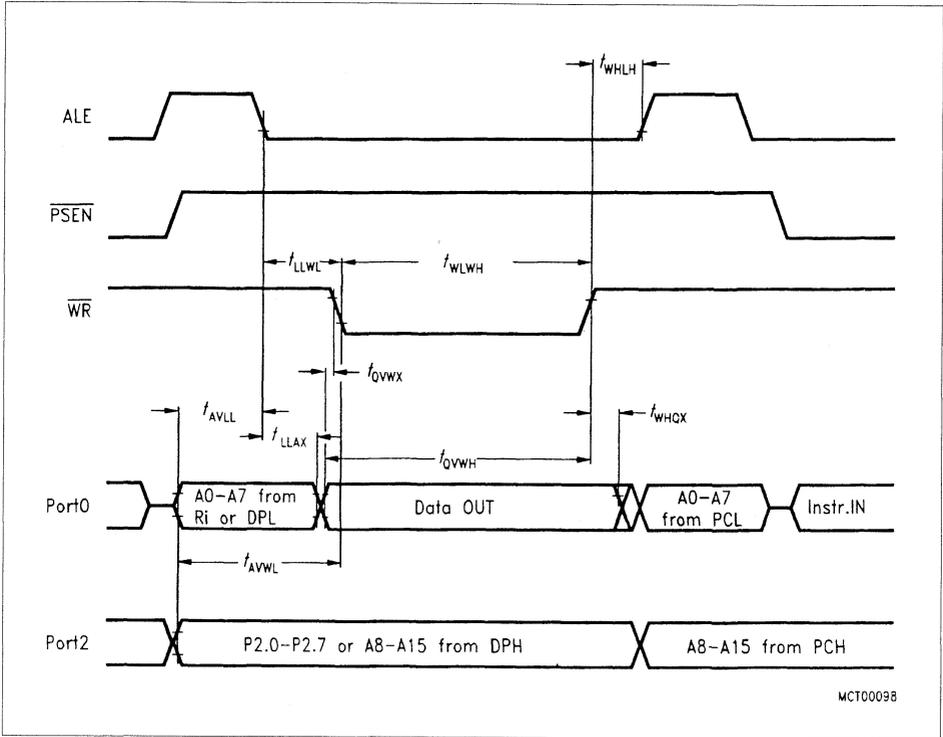 tWHLH
ALE
PSEN
tLLWL
tWLWH
WR
tQVWX
tAVLL
tWHQX
tLLAX
tQVWH
Port0
A0-A7 from
Ri or DPL
Data OUT
A0-A7
from PCL
Instr.IN
tAVWL
Port2
P2.0-P2.7 or A8-A15 from DPH
A8-A15 from PCH
MCT00098